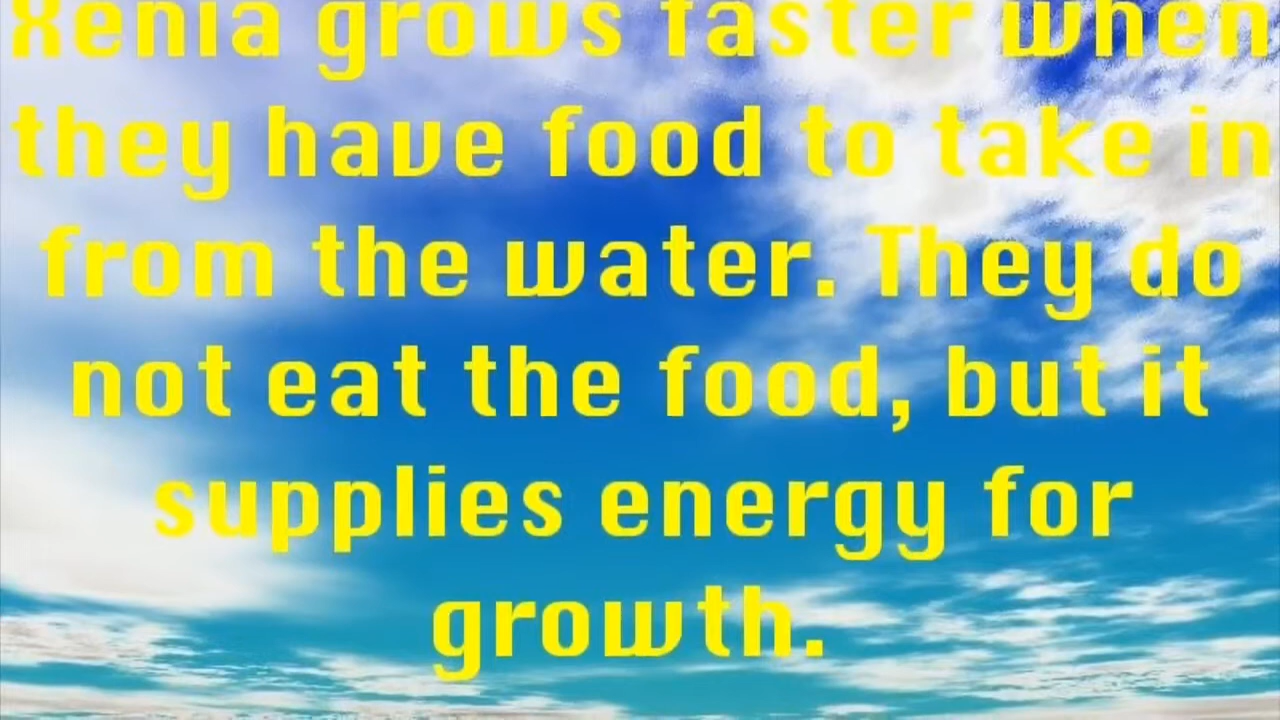 Xenia grows faster when
they have food to take in
from the water. They do
not eat the food, but it
supplies energy for
growth.